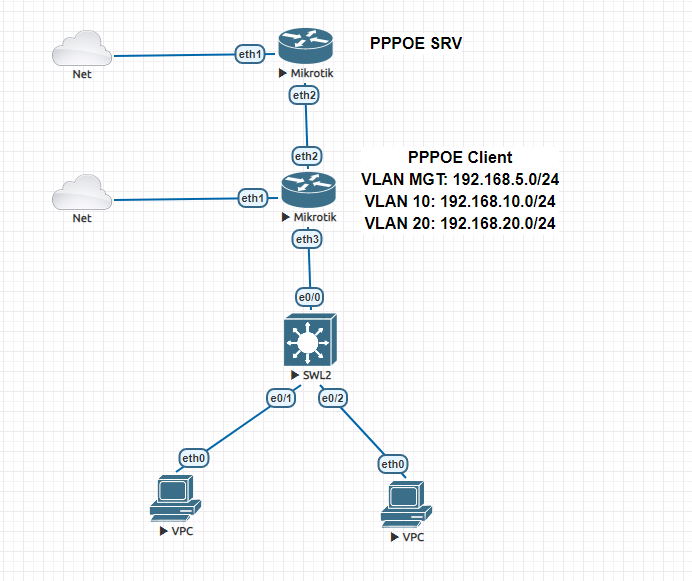 PPPOE SRV
eth1
Net
Mikrotik
eth2
eth2
PPPOE Client
VLAN MGT: 192.168.5.0/24
VLAN 10: 192.168.10.0/24
VLAN 20: 192.168.20.0/24
eth1
Net
Mikrotik
eth3
e0/0
SWL2
e0/1
e0/2
eth0
eth0
VPC
VPC